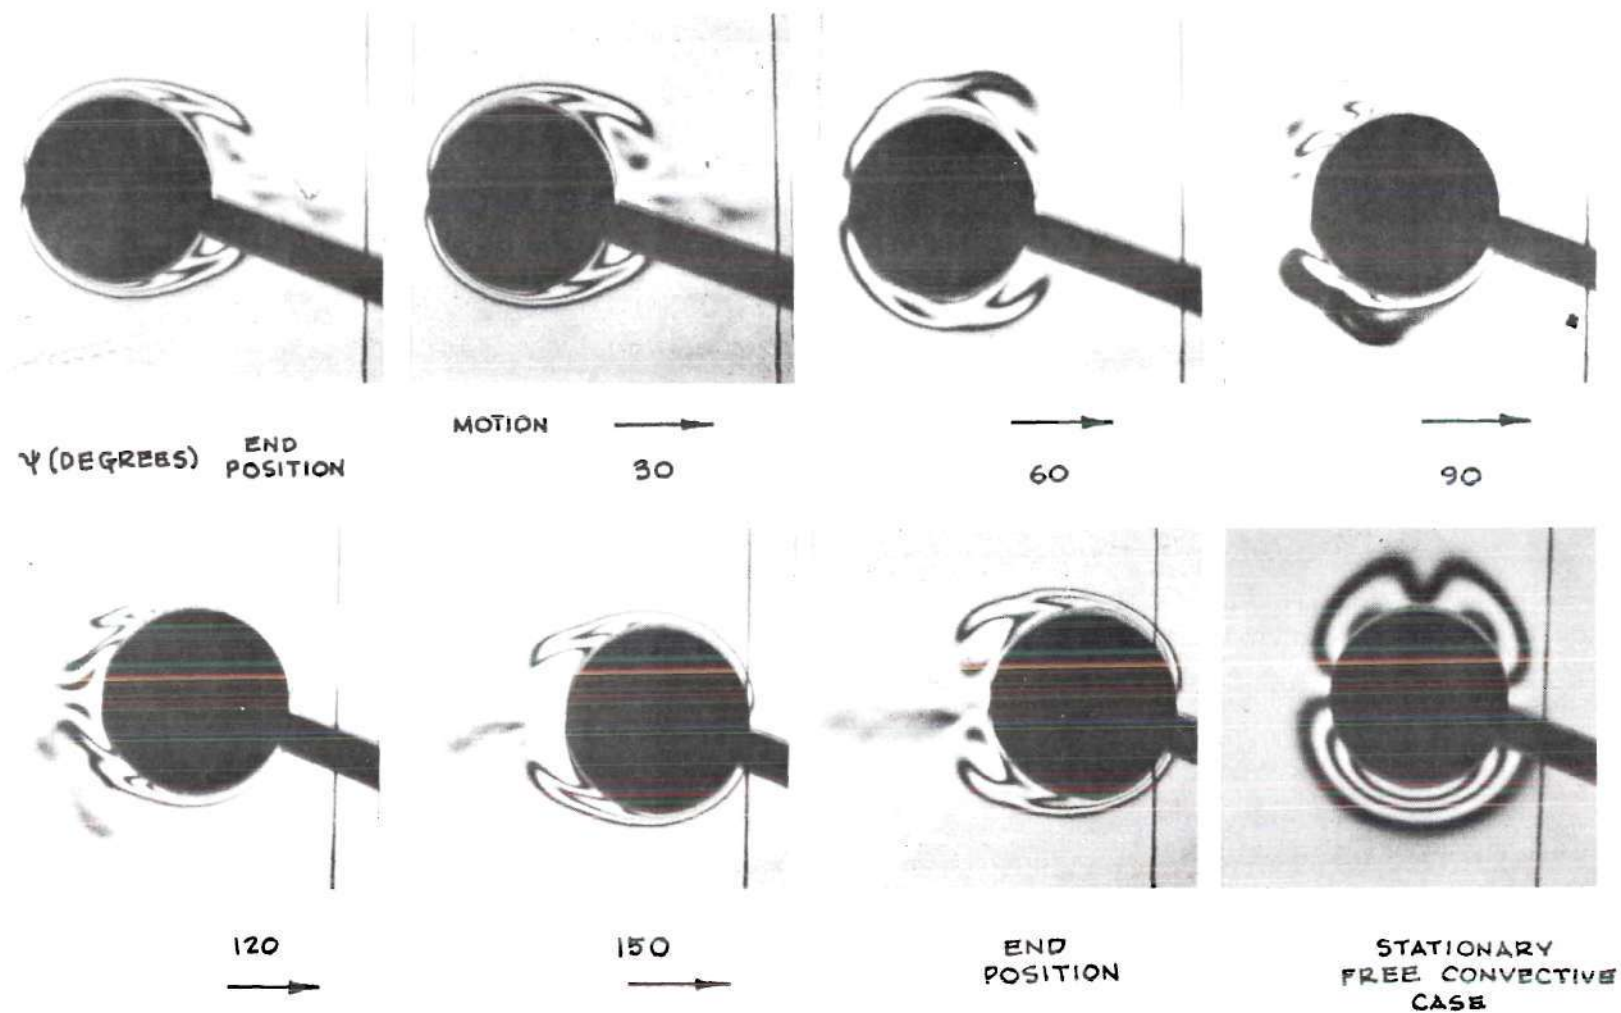 MOTION
Ψ (DEGREES) END POSITION
30
60
90
120
150
END
POSITION
STATIONARY
FREE CONVECTIVE
CASE